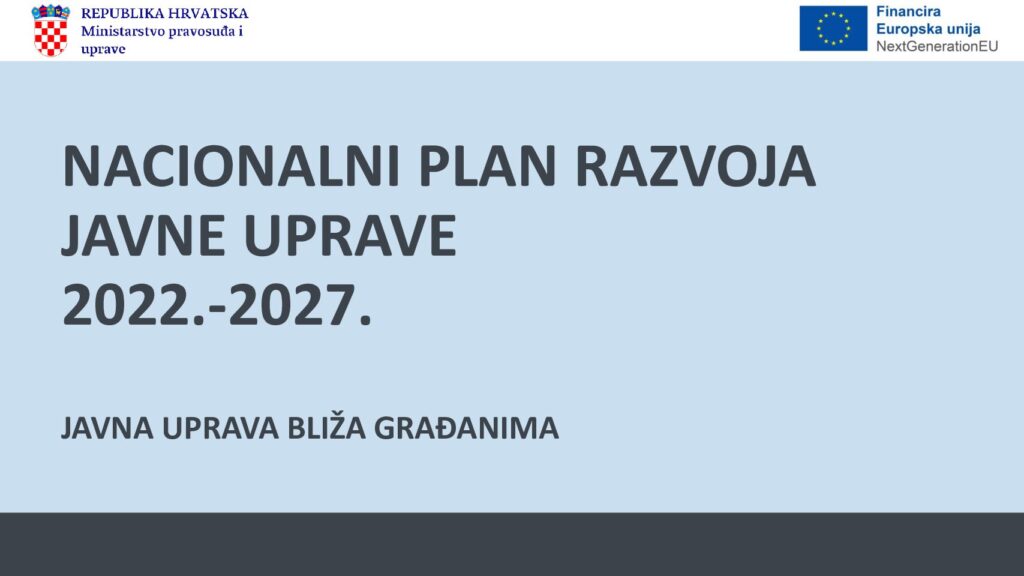 REPUBLIKA HRVATSKA
Ministarstvo pravosuđa i
uprave
Financira
Europska unija
NextGenerationEU
NACIONALNI PLAN RAZVOJA
JAVNE UPRAVE
2022.-2027.
JAVNA UPRAVA BLIŽA GRAĐANIMA